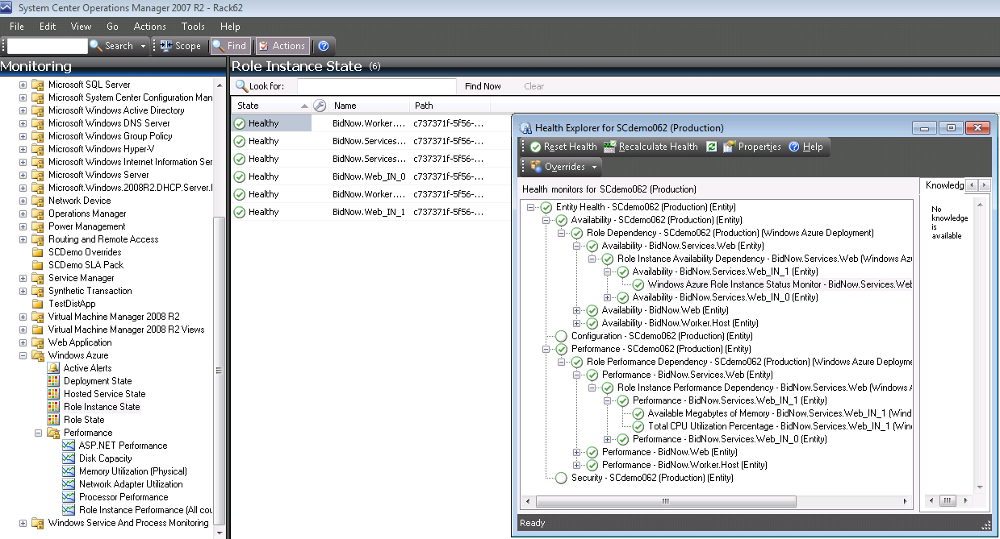 System Center Operations Manager 2007 R2 - Rack62
File Edit View Go Actions Tools Help
Search Scope Find Actions
Monitoring
Microsoft SQL Server
Microsoft System Center Configuration Man
Microsoft Windows Active Directory
Microsoft Windows DNS Server
Microsoft Windows Group Policy
Microsoft Windows Hyper-V
Microsoft Windows Internet Information Ser
Microsoft Windows Server
Microsoft.Windows.2008R2.DHCP.Server.
Network Device
Operations Manager
Power Management
Routing and Remote Access
SCDemo Overrides
SCDemo SLA Pack
Service Manager
Synthetic Transaction
TestDistApp
Virtual Machine Manager 2008 R2
Virtual Machine Manager 2008 R2 Views
Web Application
Windows Azure
Active Alerts
Deployment State
Hosted Service State
Role Instance State
Role State
Performance
ASP.NET Performance
Disk Capacity
Memory Utilization (Physical)
Network Adapter Utilization
Processor Performance
Role Instance Performance (All cou
Windows Service And Process Monitoring
Role Instance State (6)
Look for: Find Now Clear
State Name Path
Healthy BidNow.Worker.... c737371f-5f56-...
Healthy BidNow.Services... c737371f-5f56-...
Healthy BidNow.Services... c737371f-5f56-...
Healthy BidNow.Web_IN_0 c737371f-5f56-...
Healthy BidNow.Worker.... c737371f-5f56-...
Healthy BidNow.Web_IN_1 c737371f-5f56-...
Health Explorer for SCdemo062 (Production)
Reset Health Recalculate Health Properties Help
Overrides
Health monitors for SCdemo062 (Production)
Entity Health - SCdemo062 (Production) (Entity)
Availability - SCdemo062 (Production) (Entity)
Role Dependency - SCdemo062 (Production) (Windows Azure Deployment)
Availability - BidNow.Services.Web (Entity)
Role Instance Availability Dependency - BidNow.Services.Web (Windows Azu
Availability - BidNow.Services.Web_IN_1 (Entity)
Windows Azure Role Instance Status Monitor - BidNow.Services.Web
Availability - BidNow.Services.Web_IN_0 (Entity)
Availability - BidNow.Web (Entity)
Availability - BidNow.Worker.Host (Entity)
Configuration - SCdemo062 (Production) (Entity)
Performance - SCdemo062 (Production) (Entity)
Role Performance Dependency - SCdemo062 (Production) (Windows Azure Deployme
Performance - BidNow.Services.Web (Entity)
Role Instance Performance Dependency - BidNow.Services.Web (Windows A
Performance - BidNow.Services.Web_IN_1 (Entity)
Available Megabytes of Memory - BidNow.Services.Web_IN_1 (Wind
Total CPU Utilization Percentage - BidNow.Services.Web_IN_1 (Win
Performance - BidNow.Services.Web_IN_0 (Entity)
Performance - BidNow.Web (Entity)
Performance - BidNow.Worker.Host (Entity)
Security - SCdemo062 (Production) (Entity)
Knowledg
No
knowledge
is
available
Ready